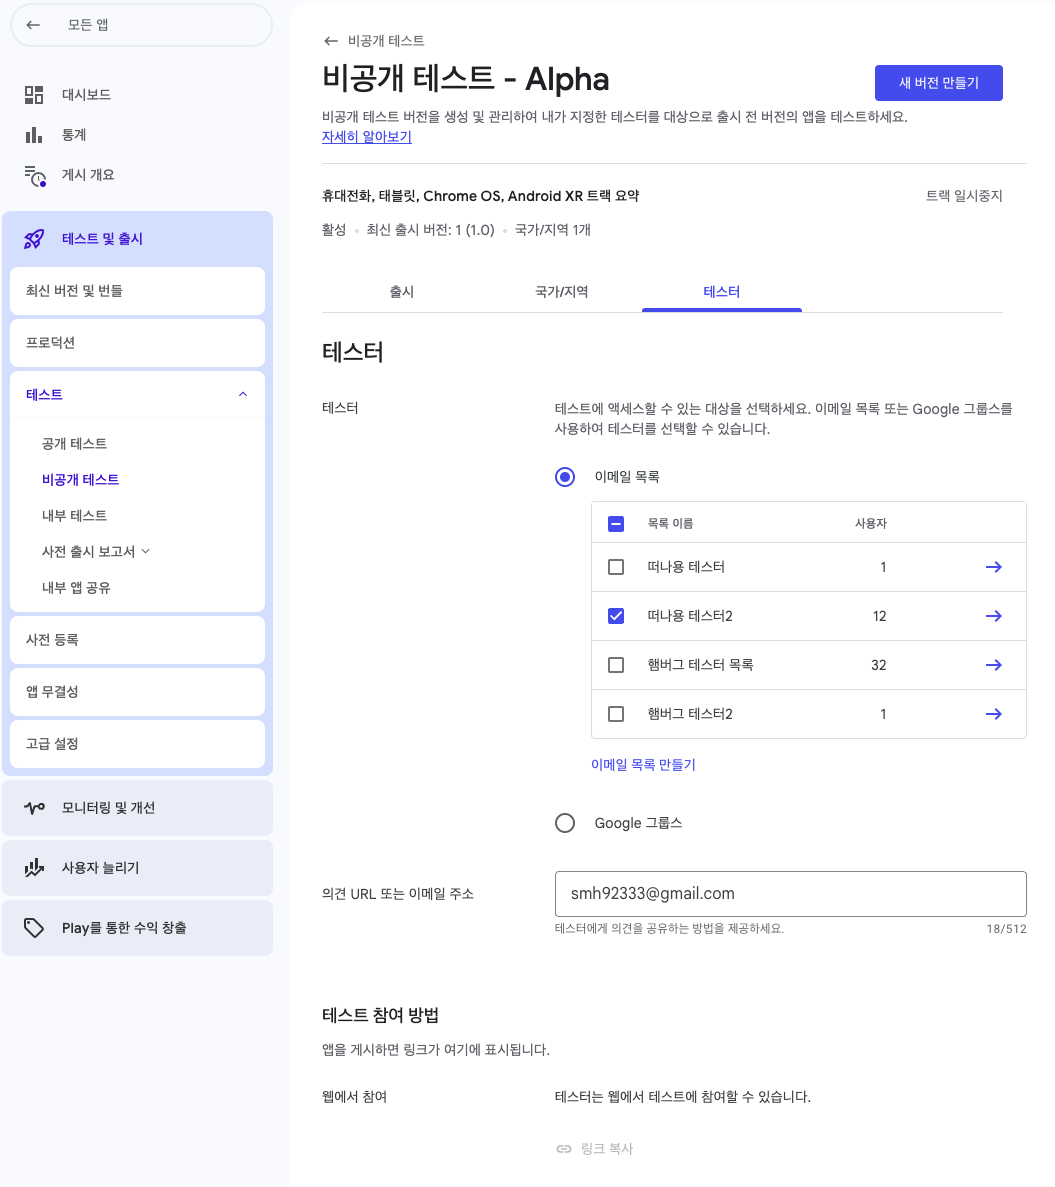 모든 앱
대시보드
통계
게시 개요
테스트 및 출시
최신 버전 및 번들
프로덕션
테스트
공개 테스트
비공개 테스트
내부 테스트
사전 출시 보고서
내부 앱 공유
사전 등록
앱 무결성
고급 설정
모니터링 및 개선
사용자 늘리기
Play를 통한 수익 창출
비공개 테스트
비공개 테스트 - Alpha
새 버전 만들기
비공개 테스트 버전을 생성 및 관리하여 내가 지정한 테스터를 대상으로 출시 전 버전의 앱을 테스트하세요.
자세히 알아보기
휴대전화, 태블릿, Chrome OS, Android XR 트랙 요약
트랙 일시중지
활성 • 최신 출시 버전: 1 (1.0) • 국가/지역 1개
출시 국가/지역 테스터
테스터
테스터
테스트에 액세스할 수 있는 대상을 선택하세요. 이메일 목록 또는 Google 그룹스를
사용하여 테스터를 선택할 수 있습니다.
이메일 목록
목록 이름 사용자
떠나용 테스터 1
떠나용 테스터2 12
햄버그 테스터 목록 32
햄버그 테스터2 1
이메일 목록 만들기
Google 그룹스
의견 URL 또는 이메일 주소
smh92333@gmail.com
테스터에게 의견을 공유하는 방법을 제공하세요.
18/512
테스트 참여 방법
앱을 게시하면 링크가 여기에 표시됩니다.
웹에서 참여
테스터는 웹에서 테스트에 참여할 수 있습니다.
링크 복사